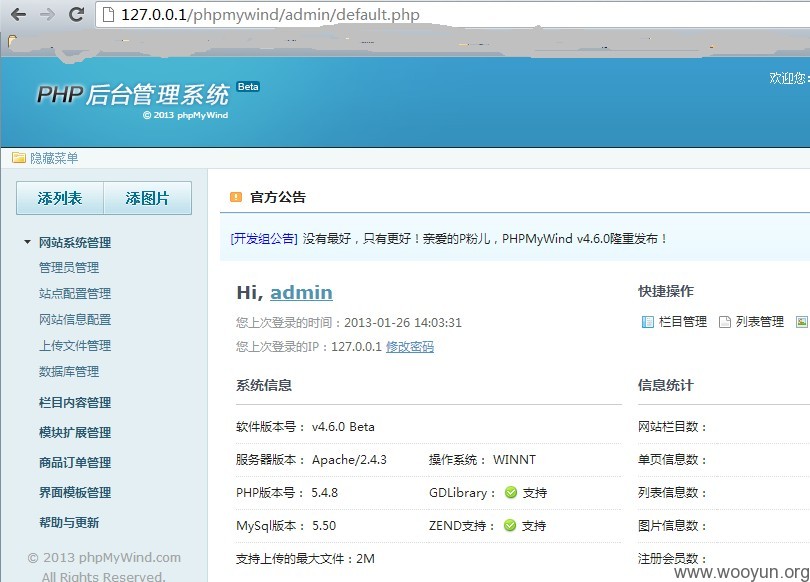 127.0.0.1/phpmywind/admin/default.php
PHP 后台管理系统 Beta
© 2013 phpMyWind
欢迎您:
隐藏菜单
添列表 添图片
网站系统管理
管理员管理
站点配置管理
网站信息配置
上传文件管理
数据库管理
栏目内容管理
模块扩展管理
商品订单管理
界面模板管理
帮助与更新
© 2013 phpMyWind.com
All Rights Reserved.
官方公告
[开发组公告] 没有最好，只有更好！亲爱的P粉儿，PHPMyWind v4.6.0隆重发布！
Hi, admin
您上次登录的时间：2013-01-26 14:03:31
您上次登录的IP：127.0.0.1 修改密码
快捷操作
栏目管理 列表管理
系统信息
软件版本号： v4.6.0 Beta
服务器版本： Apache/2.4.3 操作系统： WINNT
PHP版本号： 5.4.8 GDLibrary： 支持
MySql版本： 5.50 ZEND支持： 支持
支持上传的最大文件：2M
信息统计
网站栏目数：
单页信息数：
列表信息数：
图片信息数：
注册会员数：
www.wooyun.org